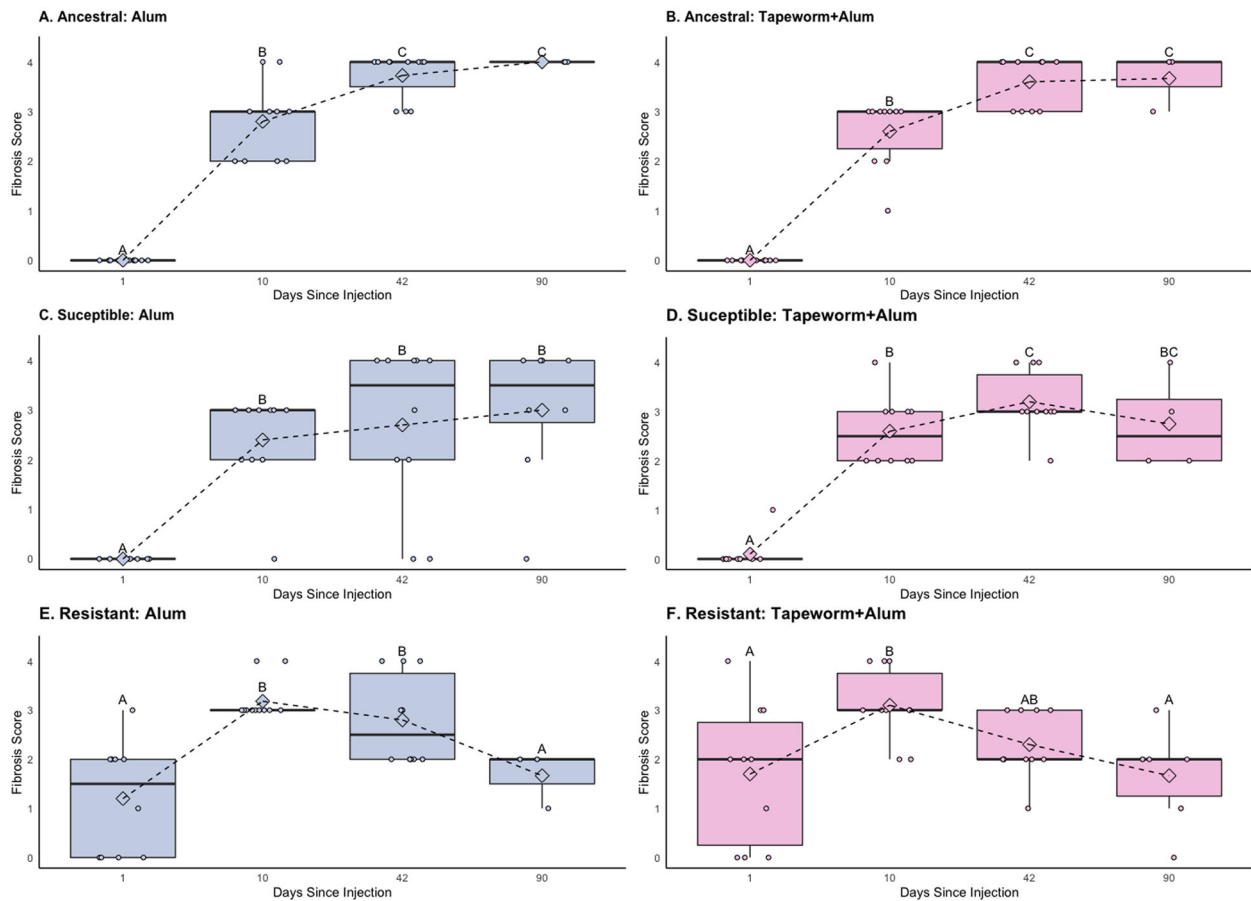 A. Ancestral: Alum
Fibrosis Score
4
3
2
1
0
A
B
C
C
1
10
42
90
Days Since Injection
B. Ancestral: Tapeworm+Alum
Fibrosis Score
4
3
2
1
0
A
B
C
C
1
10
42
90
Days Since Injection
C. Suceptible: Alum
Fibrosis Score
4
3
2
1
0
A
B
B
B
1
10
42
90
Days Since Injection
D. Suceptible: Tapeworm+Alum
Fibrosis Score
4
3
2
1
0
A
B
C
BC
1
10
42
90
Days Since Injection
E. Resistant: Alum
Fibrosis Score
4
3
2
1
0
A
B
B
A
1
10
42
90
Days Since Injection
F. Resistant: Tapeworm+Alum
Fibrosis Score
4
3
2
1
0
A
B
AB
A
1
10
42
90
Days Since Injection